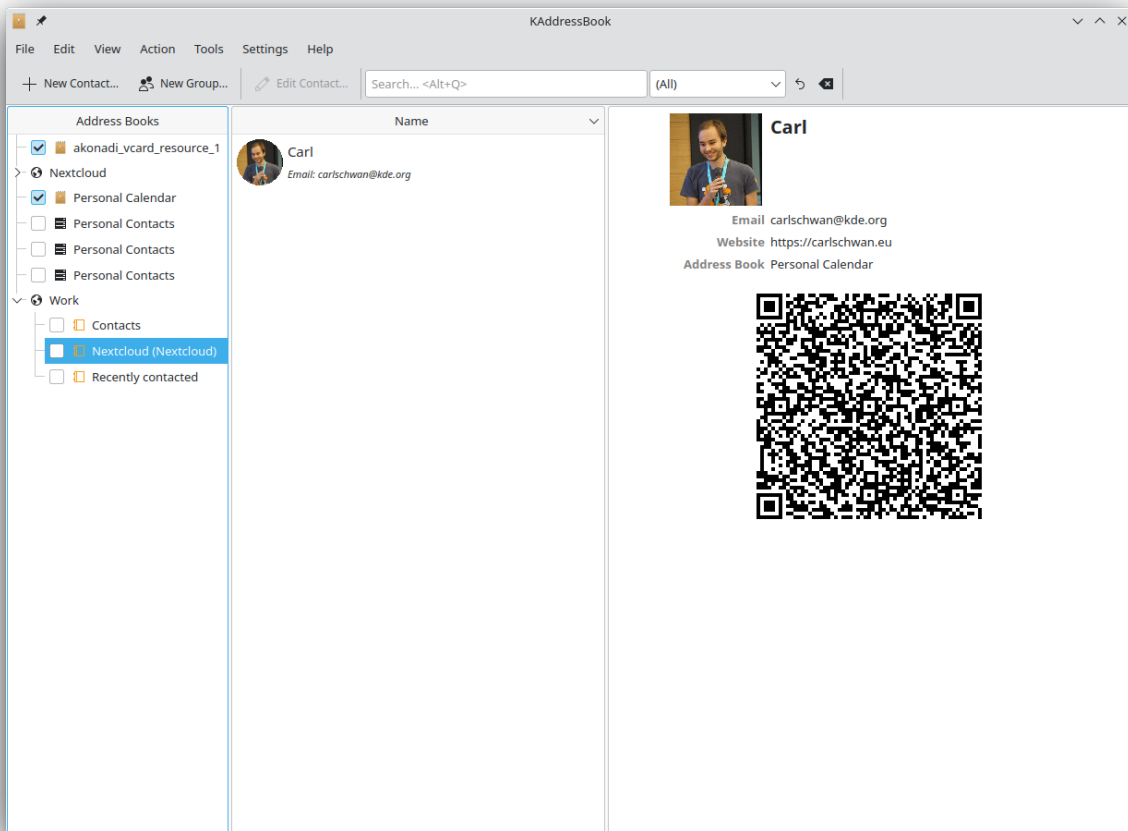 KAddressBook
File Edit View Action Tools Settings Help
New Contact... New Group... Edit Contact... Search... <Alt+Q> (All)
Address Books
akonadi_vcard_resource_1
Nextcloud
Personal Calendar
Personal Contacts
Personal Contacts
Personal Contacts
Work
Contacts
Nextcloud (Nextcloud)
Recently contacted
Name
Carl
Email: carlschwan@kde.org
Carl
Email carlschwan@kde.org
Website https://carlschwan.eu
Address Book Personal Calendar